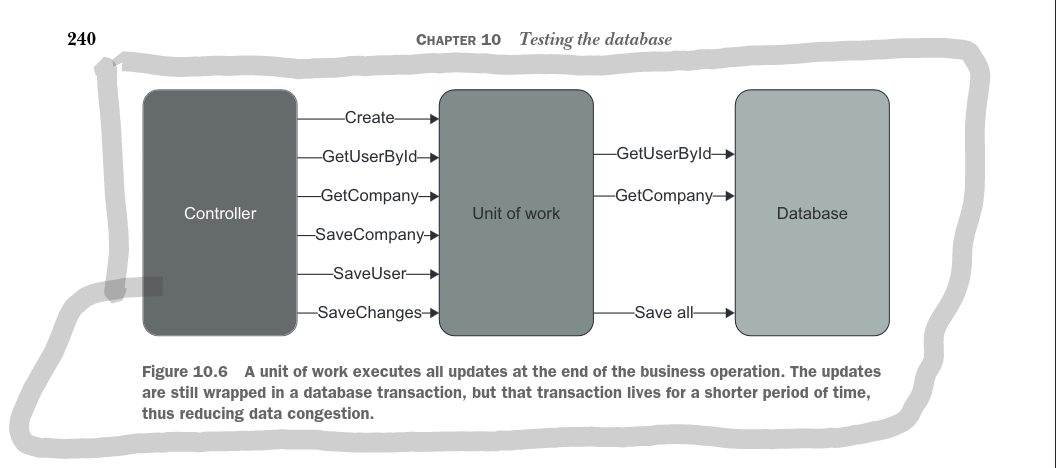 240 CHAPTER 10 Testing the database
Create
GetUserById
GetCompany
Controller
SaveCompany
SaveUser
SaveChanges
Unit of work
GetUserById
GetCompany
Save all
Database
Figure 10.6 A unit of work executes all updates at the end of the business operation. The updates
are still wrapped in a database transaction, but that transaction lives for a shorter period of time,
thus reducing data congestion.